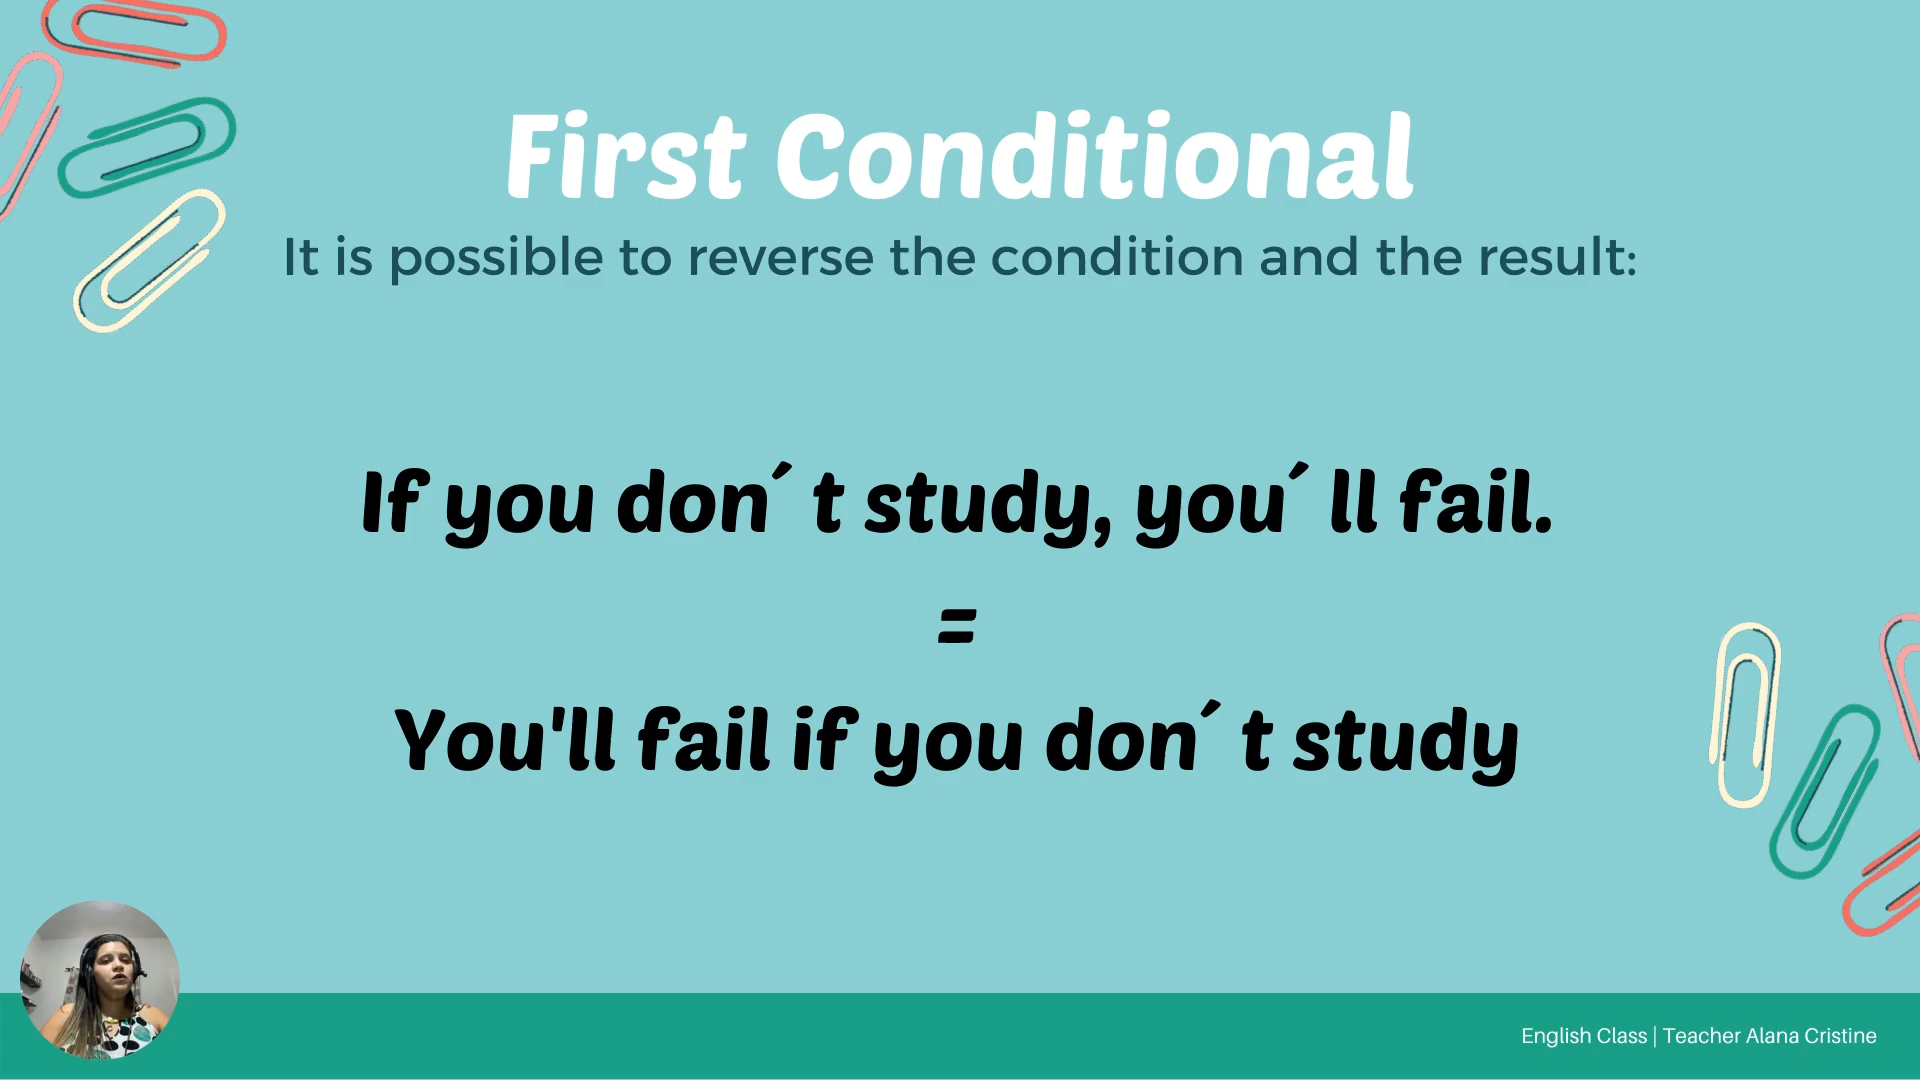 First Conditional
It is possible to reverse the condition and the result:
If you don´t study, you´ll fail.
=
You'll fail if you don´t study
English Class | Teacher Alana Cristine